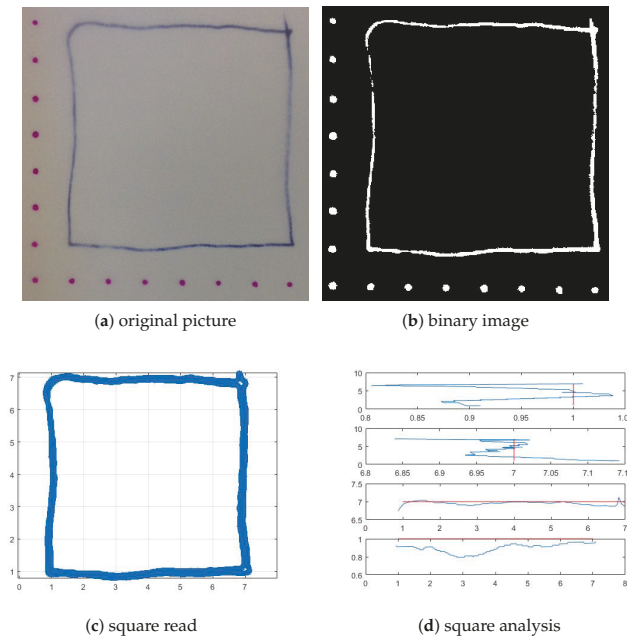 (a) original picture
(b) binary image
7
6
5
4
3
2
1
0 1 2 3 4 5 6 7
(c) square read
10
5
0
0.8 0.85 0.9 0.95 1 1.0
10
5
0
6.8 6.85 6.9 6.95 7 7.05 7.1 7.1
7.5
7
6.5
0 1 2 3 4 5 6 7 8
1
0.8
0.6
0 1 2 3 4 5 6 7 8
(d) square analysis